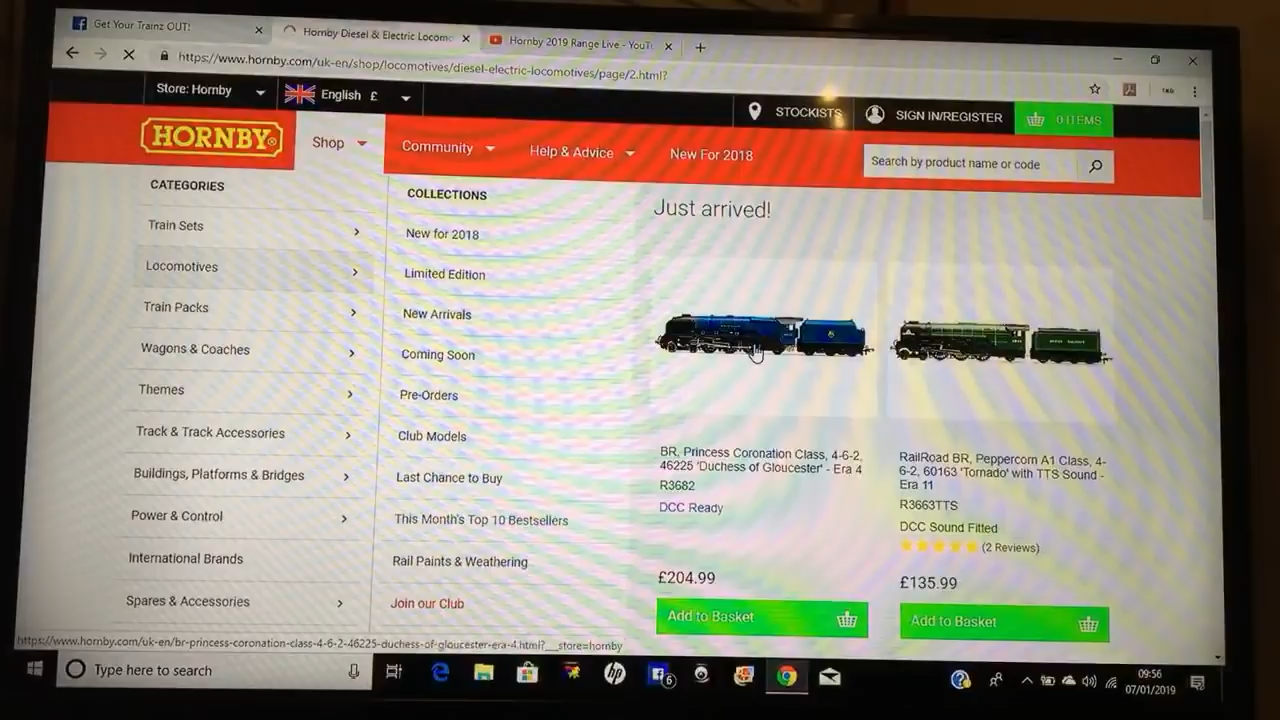 Get Your Trainz OUT!
Hornby Diesel & Electric Locomo
Hornby 2019 Range Live - YouT
https://www.hornby.com/uk-en/shop/locomotives/diesel-electric-locomotives/page/2.html?
Store: Hornby
English £
STOCKISTS
SIGN IN/REGISTER
0 ITEMS
HORNBY®
Shop
Community
Help & Advice
New For 2018
Search by product name or code
CATEGORIES
Train Sets
Locomotives
Train Packs
Wagons & Coaches
Themes
Track & Track Accessories
Buildings, Platforms & Bridges
Power & Control
International Brands
Spares & Accessories
COLLECTIONS
New for 2018
Limited Edition
New Arrivals
Coming Soon
Pre-Orders
Club Models
Last Chance to Buy
This Month's Top 10 Bestsellers
Rail Paints & Weathering
Join our Club
Just arrived!
BR, Princess Coronation Class, 4-6-2,
46225 'Duchess of Gloucester' - Era 4
R3682
DCC Ready
£204.99
Add to Basket
RailRoad BR, Peppercorn A1 Class, 4-
6-2, 60163 'Tornado' with TTS Sound -
Era 11
R3663TTS
DCC Sound Fitted
(2 Reviews)
£135.99
Add to Basket
https://www.hornby.com/uk-en/br-princess-coronation-class-4-6-2-46225-duchess-of-gloucester-era-4.html?___store=hornby
Type here to search
hp
6
09:56
07/01/2019